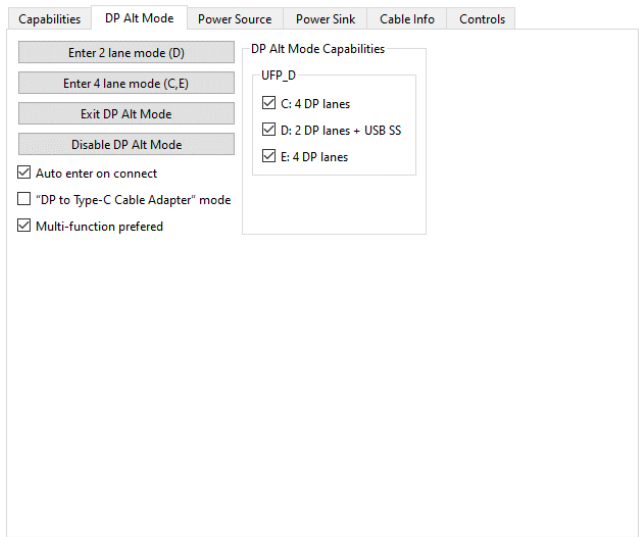 Capabilities
DP Alt Mode
Power Source
Power Sink
Cable Info
Controls
Enter 2 lane mode (D)
Enter 4 lane mode (C,E)
Exit DP Alt Mode
Disable DP Alt Mode
Auto enter on connect
“DP to Type-C Cable Adapter” mode
Multi-function prefered
DP Alt Mode Capabilities
UFP_D
C: 4 DP lanes
D: 2 DP lanes + USB SS
E: 4 DP lanes